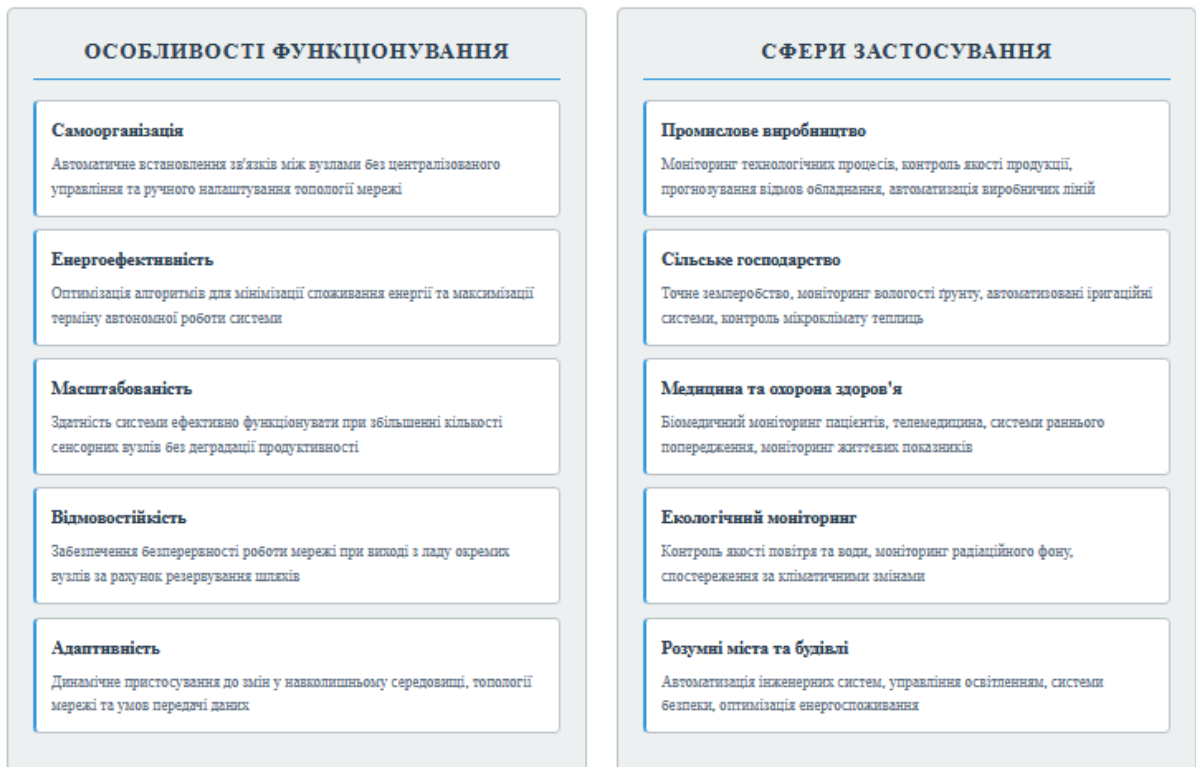 ОСОБЛИВОСТІ ФУНКЦІОНУВАННЯ
Самоорганізація
Автоматичне встановлення зв'язків між вузлами без централізованого
управління та ручного налаштування топології мережі
Енергоефективність
Оптимізація алгоритмів для мінімізації споживання енергії та максимізації
терміну автономної роботи системи
Масштабованість
Здатність системи ефективно функціонувати при збільшенні кількості
сенсорних вузлів без деградації продуктивності
Відмовостійкість
Забезпечення безперервності роботи мережі при виході з ладу окремих
вузлів за рахунок резервування шляхів
Адаптивність
Динамічне пристосування до змін у навколишньому середовищі, топології
мережі та умов передачі даних
СФЕРИ ЗАСТОСУВАННЯ
Промислове виробництво
Моніторинг технологічних процесів, контроль якості продукції,
прогнозування відмов обладнання, автоматизація виробничих ліній
Сільське господарство
Точне землеробство, моніторинг вологості ґрунту, автоматизовані іригаційні
системи, контроль мікроклімату теплиць
Медицина та охорона здоров'я
Біомедичний моніторинг пацієнтів, телемедицина, системи раннього
попередження, моніторинг життєвих показників
Екологічний моніторинг
Контроль якості повітря та води, моніторинг радіаційного фону,
спостереження за кліматичними змінами
Розумні міста та будівлі
Автоматизація інженерних систем, управління освітленням, системи
безпеки, оптимізація енергоспоживання